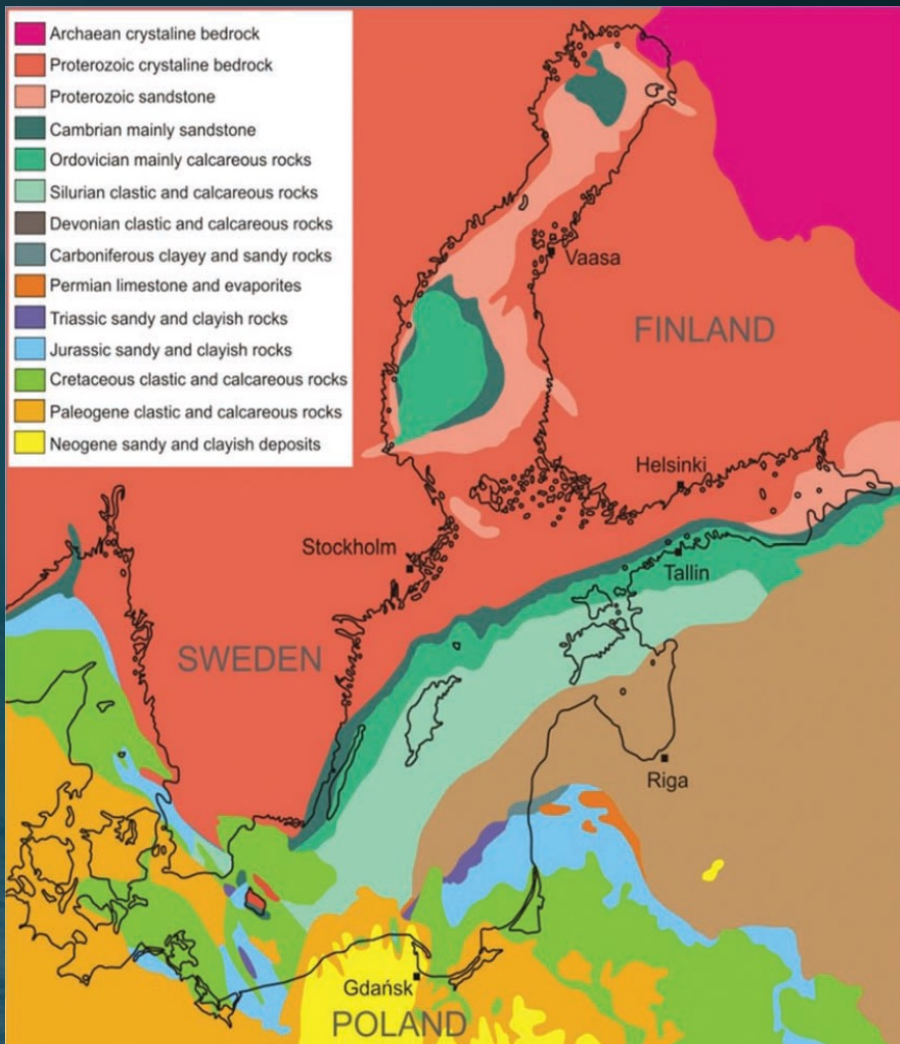 Archaean crystaline bedrock
Proterozoic crystaline bedrock
Proterozoic sandstone
Cambrian mainly sandstone
Ordovician mainly calcareous rocks
Silurian clastic and calcareous rocks
Devonian clastic and calcareous rocks
Carboniferous clayey and sandy rocks
Permian limestone and evaporites
Triassic sandy and clayish rocks
Jurassic sandy and clayish rocks
Cretaceous clastic and calcareous rocks
Paleogene clastic and calcareous rocks
Neogene sandy and clayish deposits
Vaasa
FINLAND
Helsinki
Stockholm
Tallin
SWEDEN
Riga
Gdańsk
POLAND